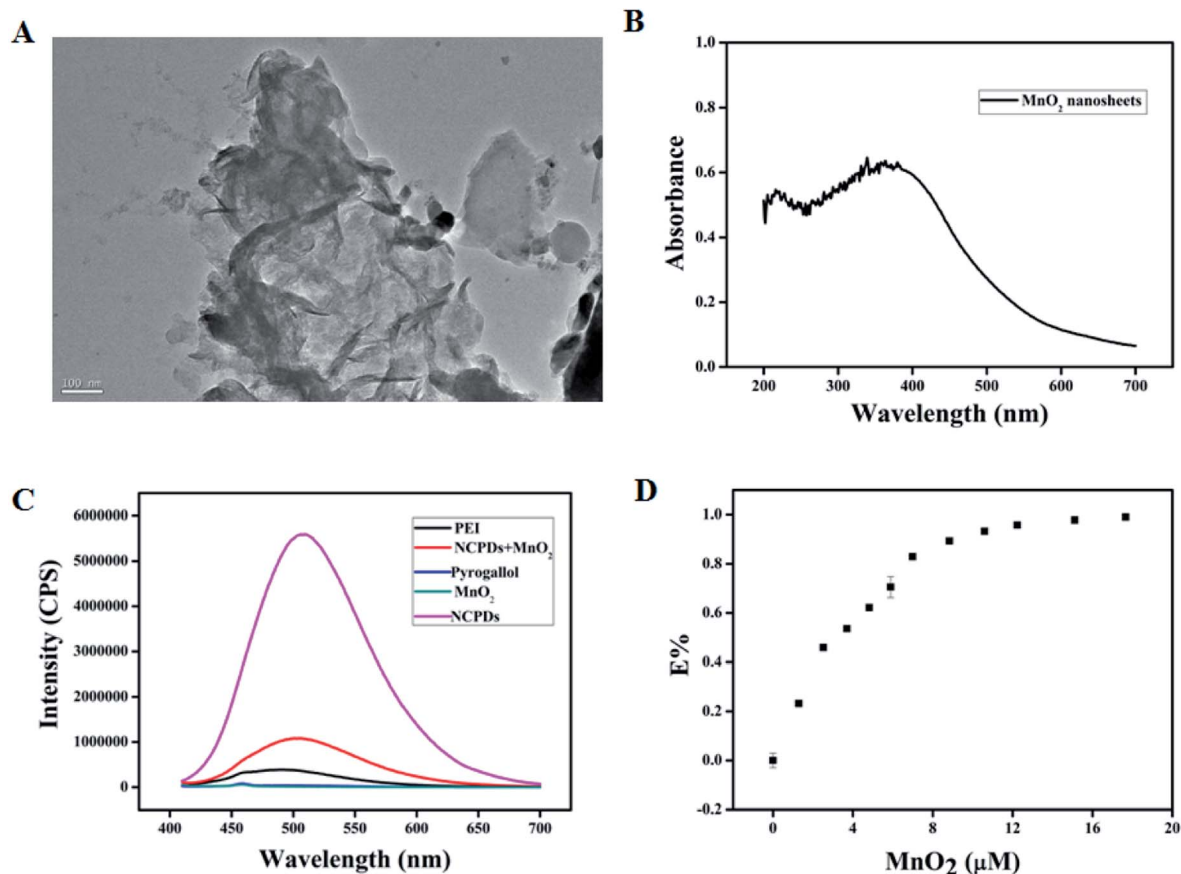 A
100 nm
B
1.0
0.8
0.6
0.4
0.2
0.0
Absorbance
MnO₂ nanosheets
200 300 400 500 600 700
Wavelength (nm)
C
6000000
5000000
4000000
3000000
2000000
1000000
0
Intensity (CPS)
PEI
NCPDs+MnO₂
Pyrogallol
MnO₂
NCPDs
400 450 500 550 600 650 700
Wavelength (nm)
D
1.0
0.8
0.6
0.4
0.2
0.0
-0.2
E%
0 4 8 12 16 20
MnO₂ (μM)